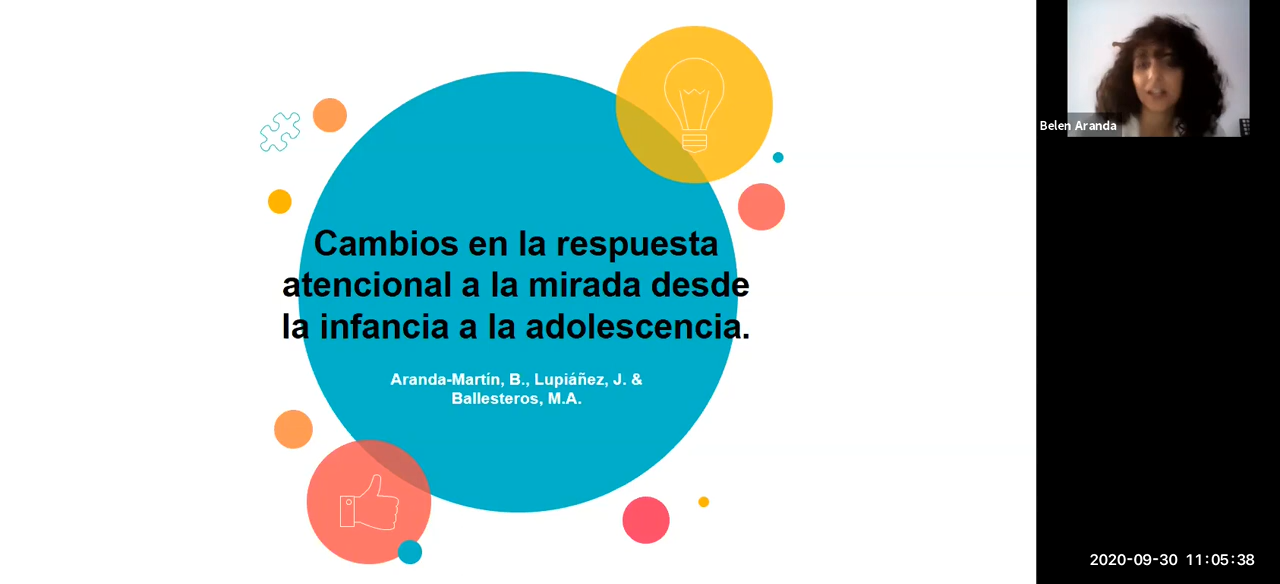 Cambios en la respuesta
atencional a la mirada desde
la infancia a la adolescencia.
Aranda-Martín, B., Lupiáñez, J. &
Ballesteros, M.A.
Belen Aranda
2020-09-30 11:05:38